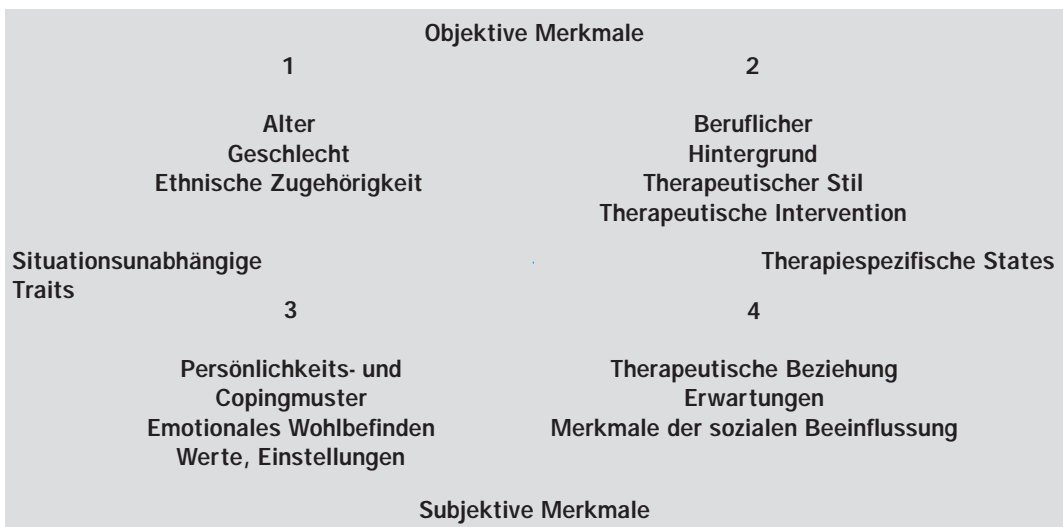 Objektive Merkmale
1
Alter
Geschlecht
Ethnische Zugehörigkeit
2
Beruflicher
Hintergrund
Therapeutischer Stil
Therapeutische Intervention
Situationsunabhängige
Traits
Therapiespezifische States
3
Persönlichkeits- und
Copingmuster
Emotionales Wohlbefinden
Werte, Einstellungen
4
Therapeutische Beziehung
Erwartungen
Merkmale der sozialen Beeinflussung
Subjektive Merkmale